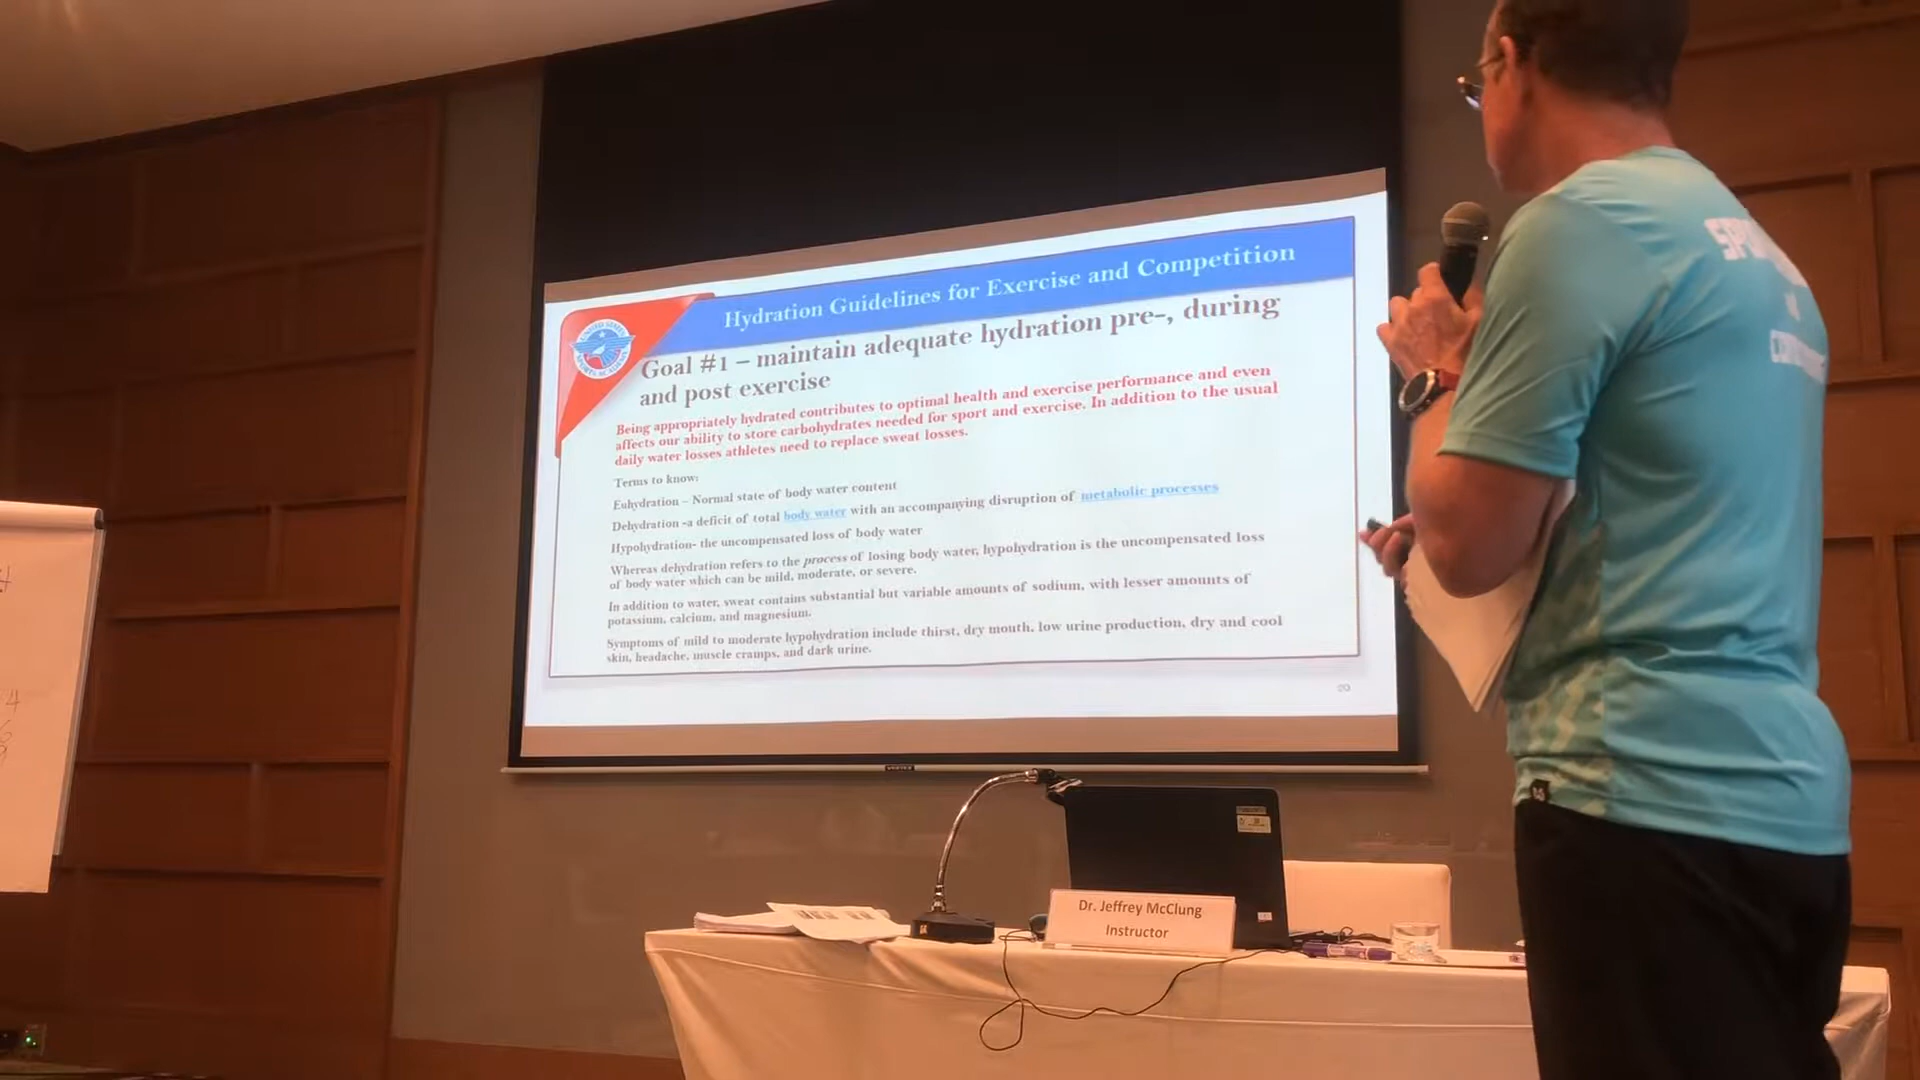 Hydration Guidelines for Exercise and Competition
UNITED STATES
SPORTS ACADEMY
Goal #1 – maintain adequate hydration pre-, during
and post exercise
Being appropriately hydrated contributes to optimal health and exercise performance and even
affects our ability to store carbohydrates needed for sport and exercise. In addition to the usual
daily water losses athletes need to replace sweat losses.
Terms to know:
Euhydration – Normal state of body water content
Dehydration -a deficit of total body water with an accompanying disruption of metabolic processes
Hypohydration- the uncompensated loss of body water
Whereas dehydration refers to the process of losing body water, hypohydration is the uncompensated loss
of body water which can be mild, moderate, or severe.
In addition to water, sweat contains substantial but variable amounts of sodium, with lesser amounts of
potassium, calcium, and magnesium.
Symptoms of mild to moderate hypohydration include thirst, dry mouth, low urine production, dry and cool
skin, headache, muscle cramps, and dark urine.
Dr. Jeffrey McClung
Instructor